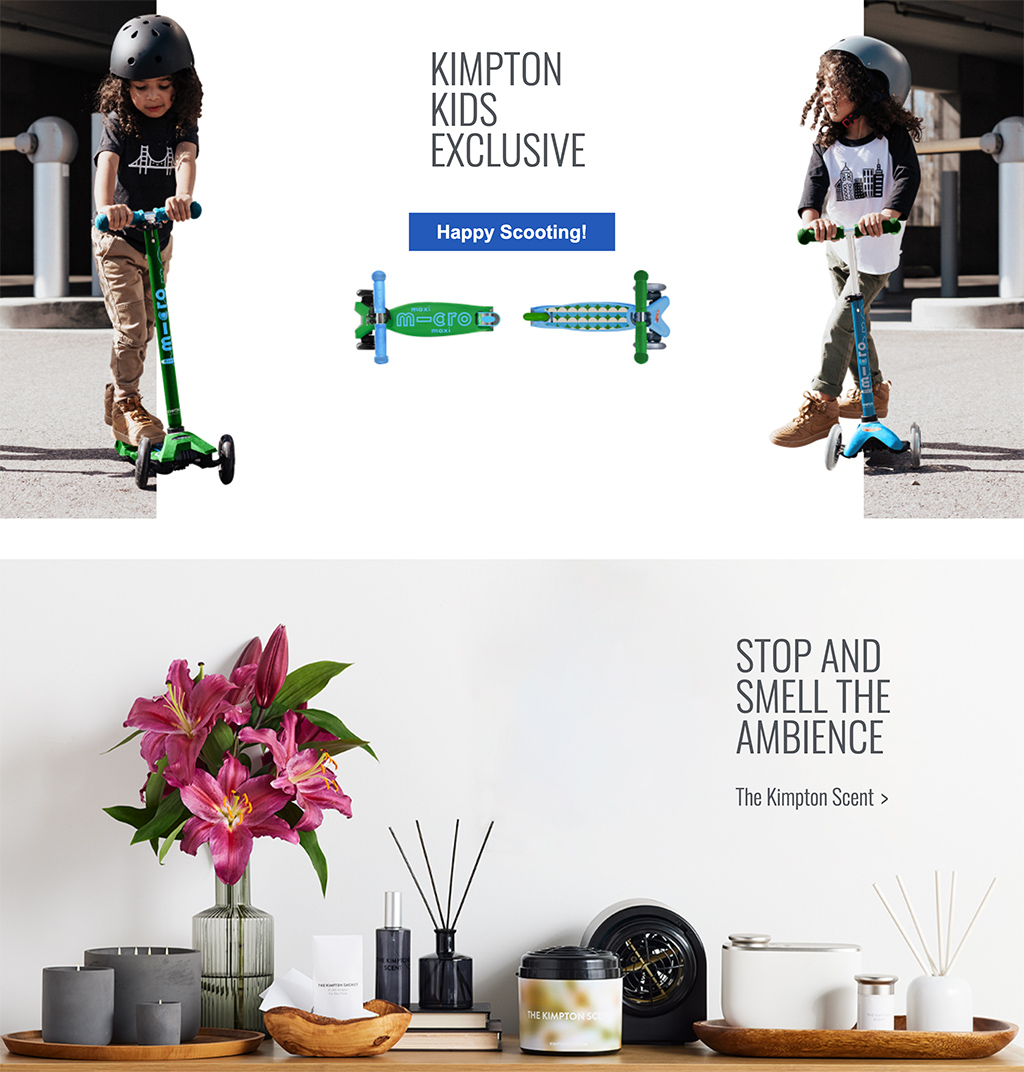 KIMPTON
KIDS
EXCLUSIVE
Happy Scooting!
maxi
micro
maxi
micro
micro
STOP AND
SMELL THE
AMBIENCE
The Kimpton Scent >
THE KIMPTON SACHET
THE KIMPTON
SCENT
THE KIMPTON SCENT